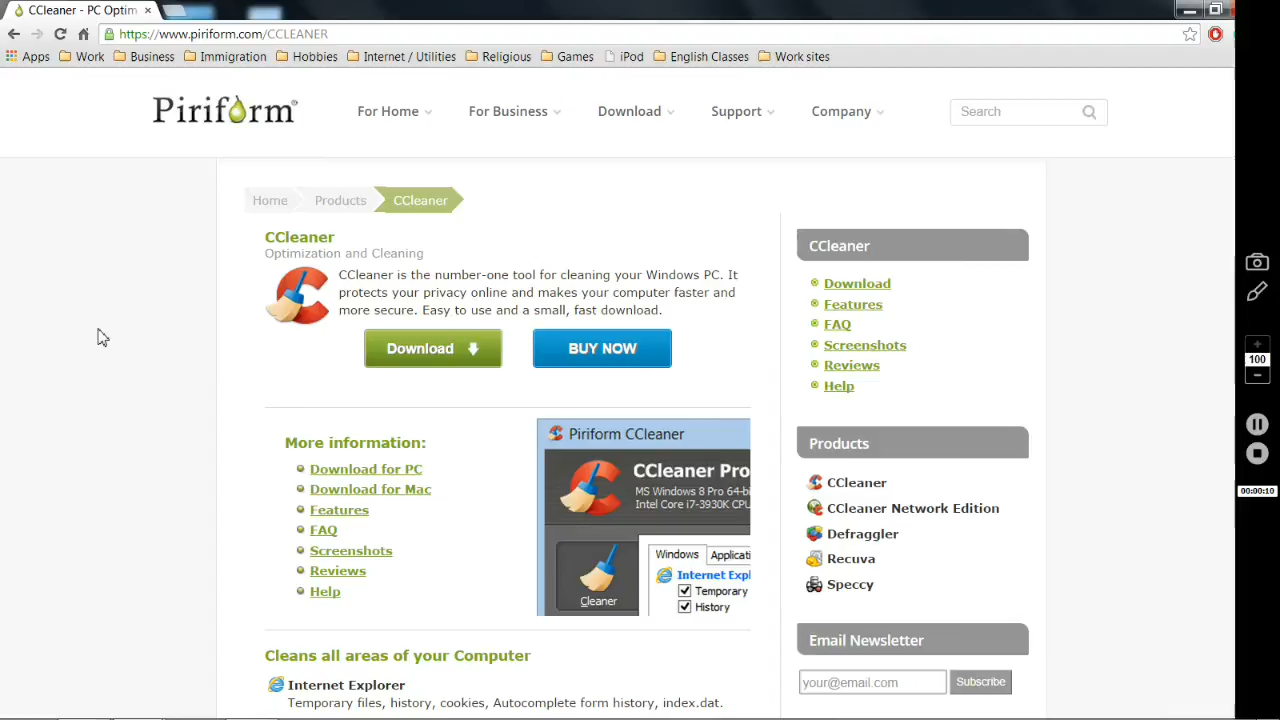 CCleaner - PC Optim
https://www.piriform.com/CCLEANER
Apps Work Business Immigration Hobbies Internet / Utilities Religious Games iPod English Classes Work sites
Piriform®
For Home For Business Download Support Company Search
Home Products CCleaner
CCleaner
Optimization and Cleaning
CCleaner is the number-one tool for cleaning your Windows PC. It
protects your privacy online and makes your computer faster and
more secure. Easy to use and a small, fast download.
Download BUY NOW
More information:
Download for PC
Download for Mac
Features
FAQ
Screenshots
Reviews
Help
Piriform CCleaner
CCleaner Pro
MS Windows 8 Pro 64-bi
Intel Core i7-3930K CPU
Windows Applicati
Internet Expl
Temporary
History
Cleaner
Cleans all areas of your Computer
Internet Explorer
Temporary files, history, cookies, Autocomplete form history, index.dat.
CCleaner
Download
Features
FAQ
Screenshots
Reviews
Help
Products
CCleaner
CCleaner Network Edition
Defraggler
Recuva
Speccy
Email Newsletter
your@email.com Subscribe
100
00:00:10